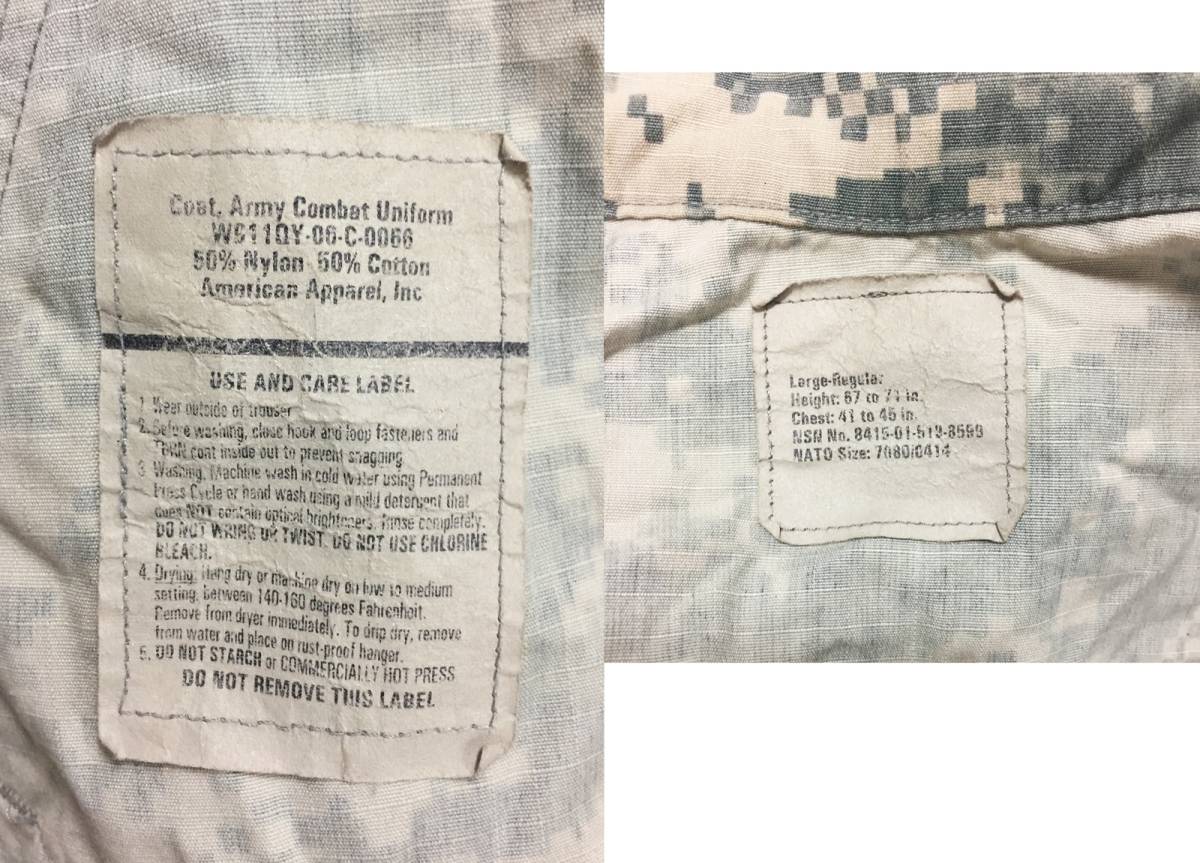 Coat, Army Combat Uniform
W911QY-06-C-0066
50% Nylon 50% Cotton
American Apparel, Inc
USE AND CARE LABEL
1. Wear outside of trouser
2. Before washing, close hook and loop fasteners and
TURN coat inside out to prevent snagging
3. Washing. Machine wash in cold water using Permanent
Press Cycle or hand wash using a mild detergent that
does NOT contain optical brighteners. Rinse completely.
DO NOT WRING OR TWIST. DO NOT USE CHLORINE
BLEACH.
4. Drying. Hang dry or machine dry on low to medium
setting, between 140-160 degrees Fahrenheit.
Remove from dryer immediately. To drip dry, remove
from water and place on rust-proof hanger.
5. DO NOT STARCH or COMMERCIALLY HOT PRESS
DO NOT REMOVE THIS LABEL
Large-Regular
Height: 67 to 71 in.
Chest: 41 to 45 in.
NSN No. 8415-01-519-8599
NATO Size: 7080/0414